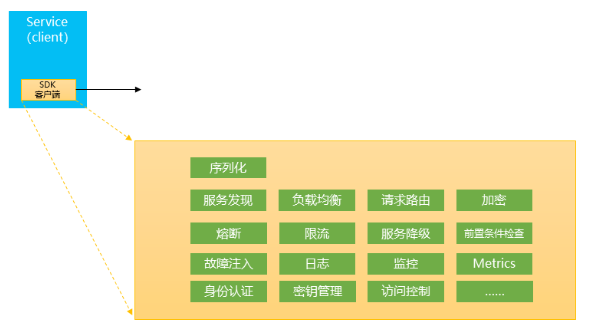 Service
(client)
SDK
客户端
序列化
服务发现 负载均衡 请求路由 加密
熔断 限流 服务降级 前置条件检查
故障注入 日志 监控 Metrics
身份认证 密钥管理 访问控制 ......